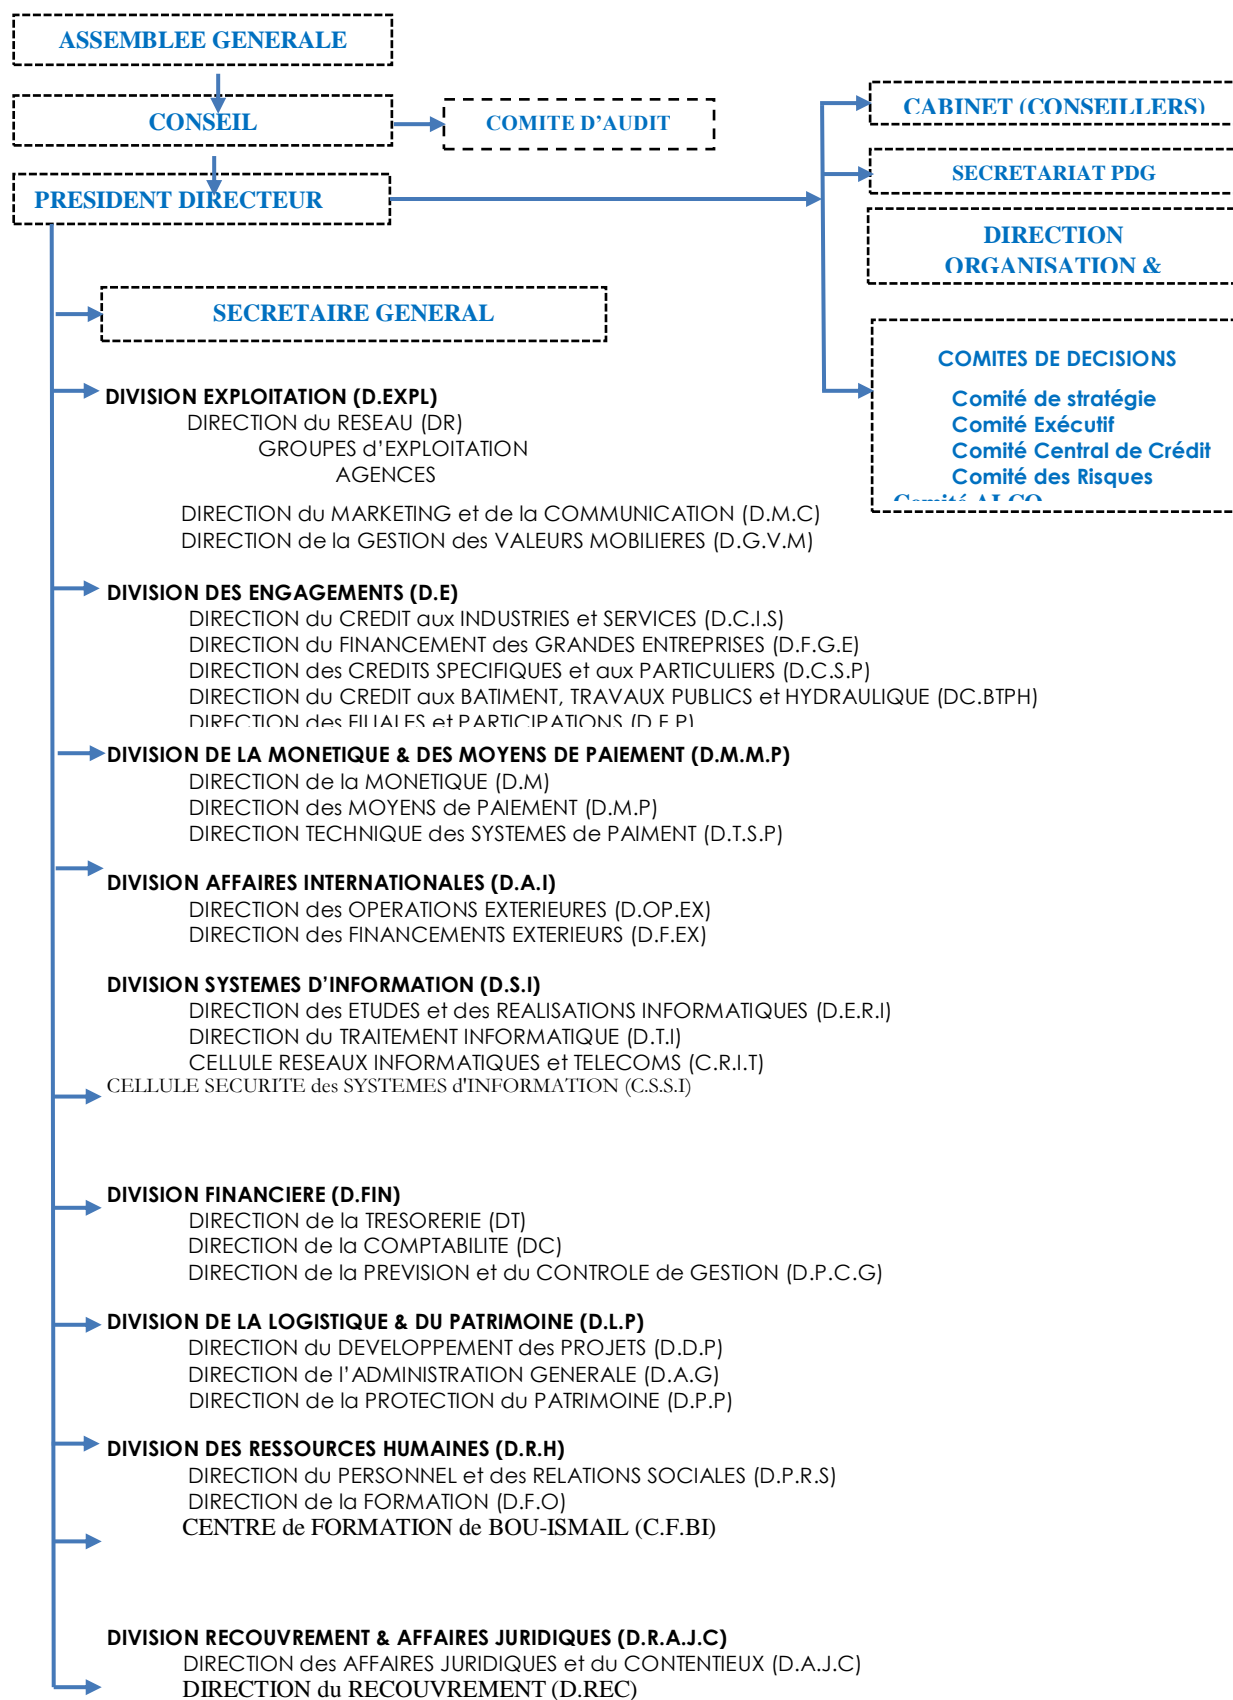 ASSEMBLEE GENERALE
CONSEIL
COMITE D'AUDIT
PRESIDENT DIRECTEUR
CABINET (CONSEILLERS)
SECRETARIAT PDG
DIRECTION
ORGANISATION &
COMITES DE DECISIONS
Comité de stratégie
Comité Exécutif
Comité Central de Crédit
Comité des Risques
Comité ALCO
SECRETAIRE GENERAL
DIVISION EXPLOITATION (D.EXPL)
DIRECTION du RESEAU (DR)
GROUPES d'EXPLOITATION
AGENCES
DIRECTION du MARKETING et de la COMMUNICATION (D.M.C)
DIRECTION de la GESTION des VALEURS MOBILIERES (D.G.V.M)
DIVISION DES ENGAGEMENTS (D.E)
DIRECTION du CREDIT aux INDUSTRIES et SERVICES (D.C.I.S)
DIRECTION du FINANCEMENT des GRANDES ENTREPRISES (D.F.G.E)
DIRECTION des CREDITS SPECIFIQUES et aux PARTICULIERS (D.C.S.P)
DIRECTION du CREDIT aux BATIMENT, TRAVAUX PUBLICS et HYDRAULIQUE (DC.BTPH)
DIRECTION des FILIALES et PARTICIPATIONS (D.F.P)
DIVISION DE LA MONETIQUE & DES MOYENS DE PAIEMENT (D.M.M.P)
DIRECTION de la MONETIQUE (D.M)
DIRECTION des MOYENS de PAIEMENT (D.M.P)
DIRECTION TECHNIQUE des SYSTEMES de PAIMENT (D.T.S.P)
DIVISION AFFAIRES INTERNATIONALES (D.A.I)
DIRECTION des OPERATIONS EXTERIEURES (D.OP.EX)
DIRECTION des FINANCEMENTS EXTERIEURS (D.F.EX)
DIVISION SYSTEMES D'INFORMATION (D.S.I)
DIRECTION des ETUDES et des REALISATIONS INFORMATIQUES (D.E.R.I)
DIRECTION du TRAITEMENT INFORMATIQUE (D.T.I)
CELLULE RESEAUX INFORMATIQUES et TELECOMS (C.R.I.T)
CELLULE SECURITE des SYSTEMES d'INFORMATION (C.S.S.I)
DIVISION FINANCIERE (D.FIN)
DIRECTION de la TRESORERIE (DT)
DIRECTION de la COMPTABILITE (DC)
DIRECTION de la PREVISION et du CONTROLE de GESTION (D.P.C.G)
DIVISION DE LA LOGISTIQUE & DU PATRIMOINE (D.L.P)
DIRECTION du DEVELOPPEMENT des PROJETS (D.D.P)
DIRECTION de l'ADMINISTRATION GENERALE (D.A.G)
DIRECTION de la PROTECTION du PATRIMOINE (D.P.P)
DIVISION DES RESSOURCES HUMAINES (D.R.H)
DIRECTION du PERSONNEL et des RELATIONS SOCIALES (D.P.R.S)
DIRECTION de la FORMATION (D.F.O)
CENTRE de FORMATION de BOU-ISMAIL (C.F.BI)
DIVISION RECOUVREMENT & AFFAIRES JURIDIQUES (D.R.A.J.C)
DIRECTION des AFFAIRES JURIDIQUES et du CONTENTIEUX (D.A.J.C)
DIRECTION du RECOUVREMENT (D.REC)